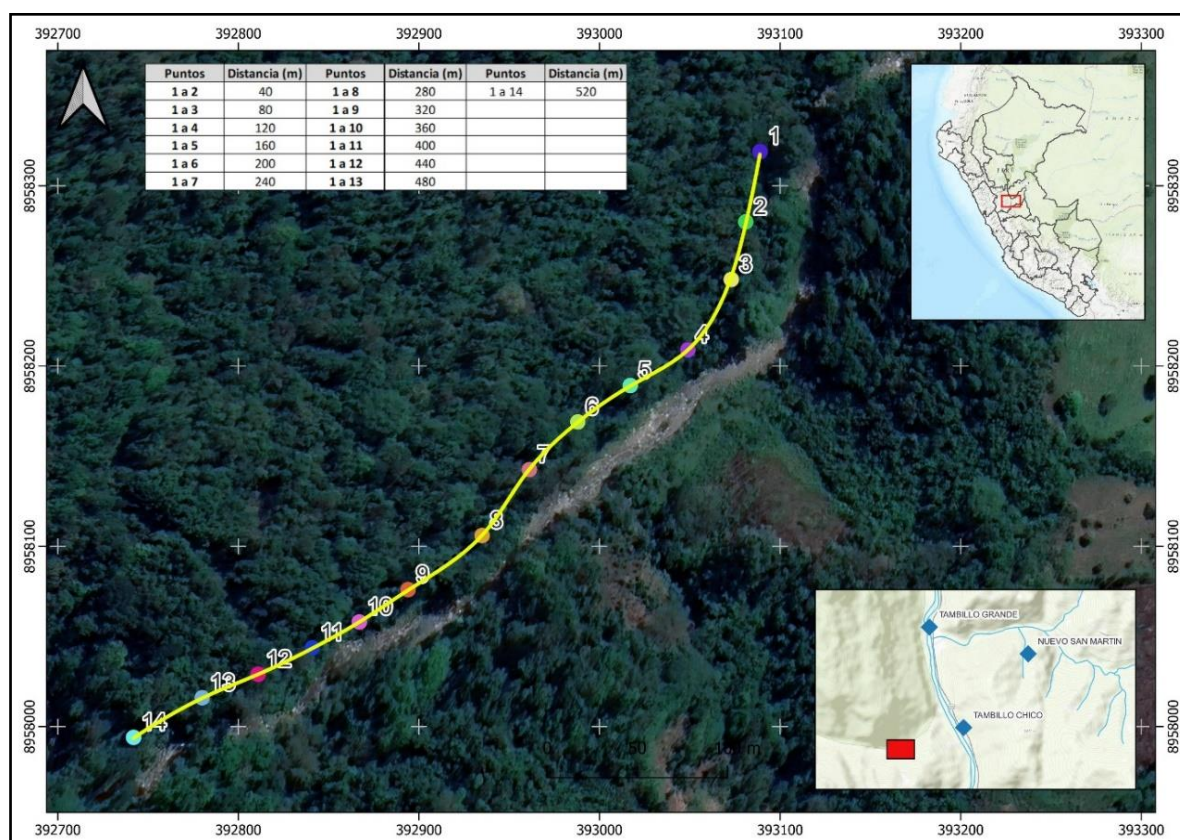 392700 392800 392900 393000 393100 393200 393300
Puntos Distancia (m) Puntos Distancia (m) Puntos Distancia (m)
1 a 2 40 1 a 8 280 1 a 14 520
1 a 3 80 1 a 9 320
1 a 4 120 1 a 10 360
1 a 5 160 1 a 11 400
1 a 6 200 1 a 12 440
1 a 7 240 1 a 13 480
1
8958300 8958300
2
3
4
8958200 8958200
5
6
7
8
8958100 8958100
9
10
11
12
13
14
8958000 8958000
TAMBILLO GRANDE
NUEVO SAN MARTIN
TAMBILLO CHICO
0 50
392700 392800 392900 393000 393100 393200 393300